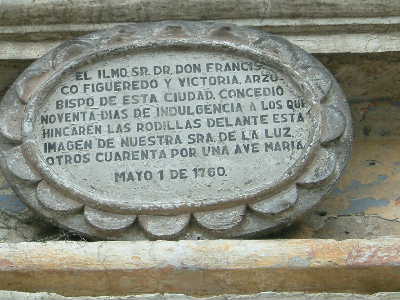 EL ILMO. SR. DR. DON FRANCIS-
CO FIGUEREDO Y VICTORIA, ARZO-
BISPO DE ESTA CIUDAD, CONCEDIÓ
NOVENTA DIAS DE INDULGENCIA A LOS QUE
HINCAREN LAS RODILLAS DELANTE ESTA
IMAGEN DE NUESTRA SRA. DE LA LUZ.
OTROS CUARENTA POR UNA AVE MARIA.
MAYO 1 DE 1760.